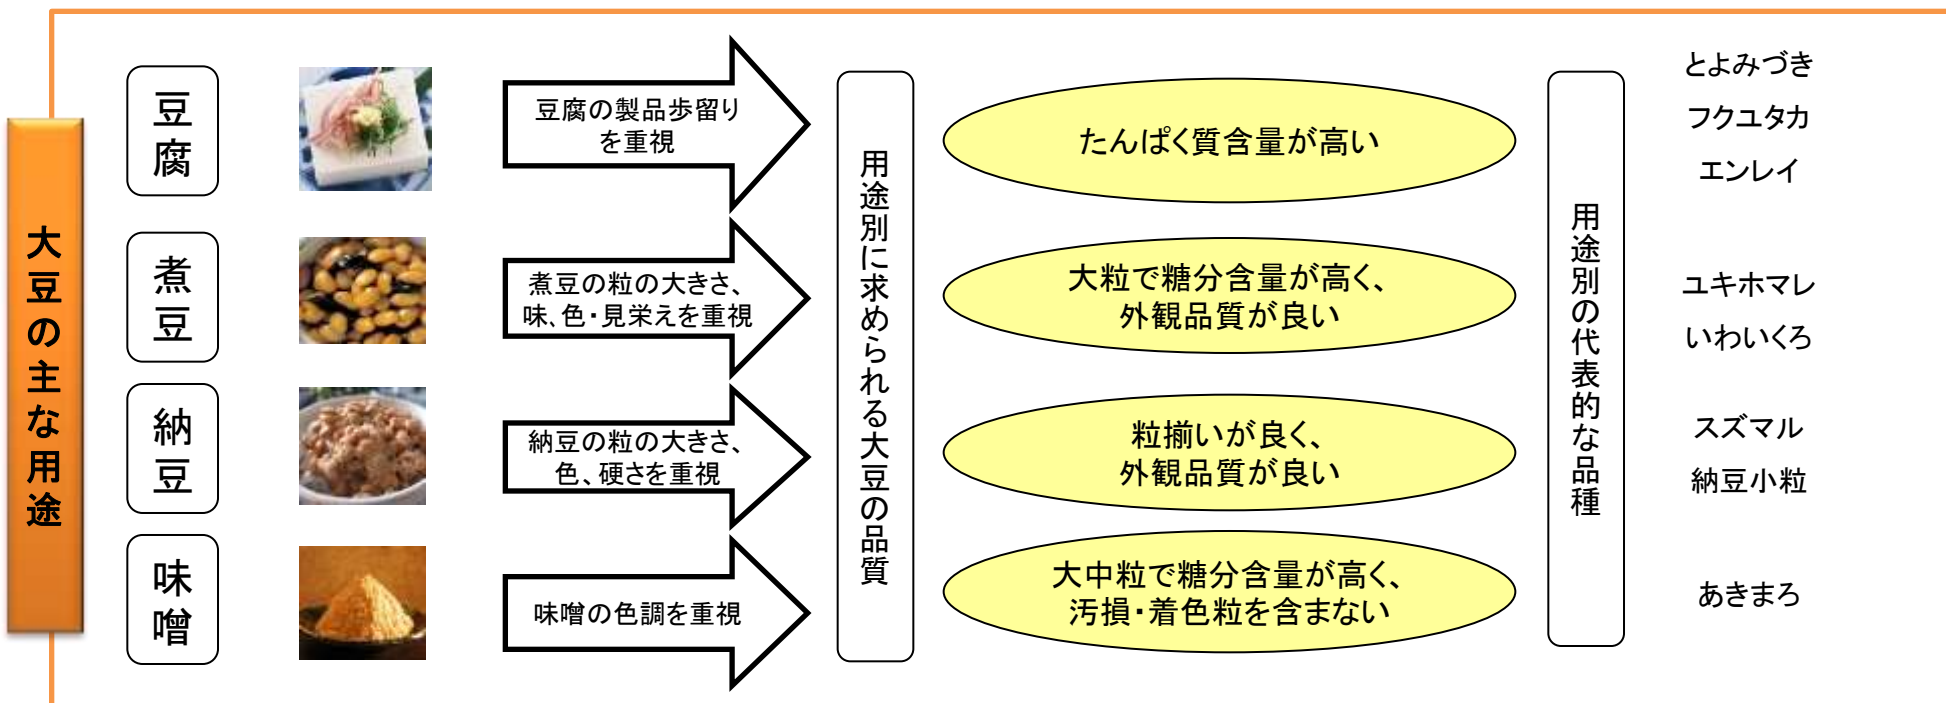 大豆の主な用途
豆腐
豆腐の製品歩留り
を重視
煮豆
煮豆の粒の大きさ、
味、色・見栄えを重視
納豆
納豆の粒の大きさ、
色、硬さを重視
味噌
味噌の色調を重視
用途別に求められる大豆の品質
たんぱく質含量が高い
大粒で糖分含量が高く、
外観品質が良い
粒揃いが良く、
外観品質が良い
大中粒で糖分含量が高く、
汚損・着色粒を含まない
用途別の代表的な品種
とよみづき
フクユタカ
エンレイ
ユキホマレ
いわいくろ
スズマル
納豆小粒
あきまろ